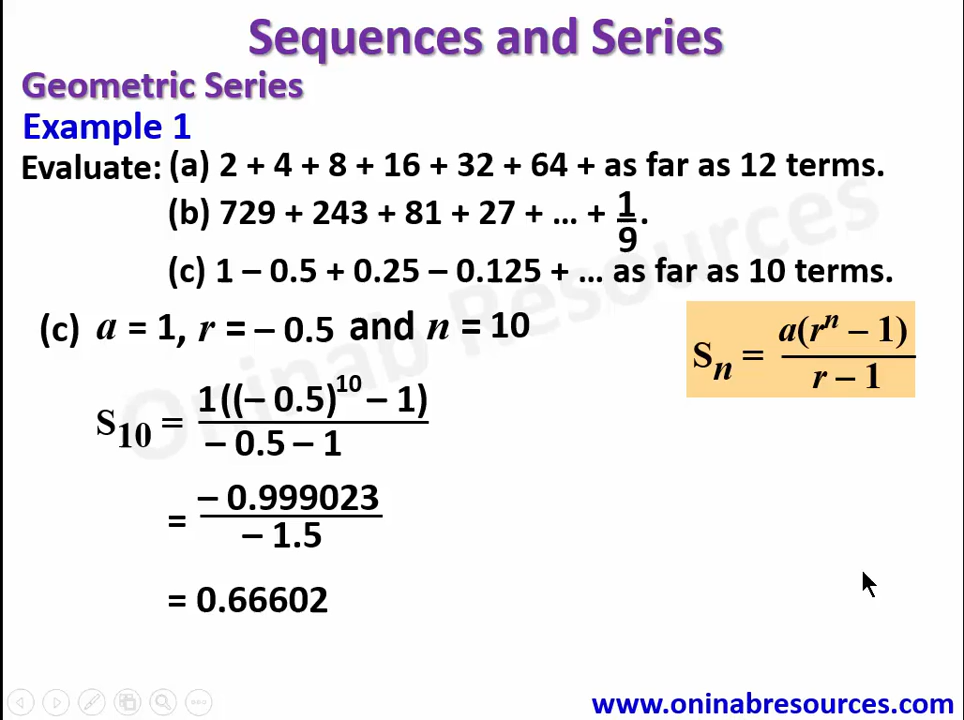 Sequences and Series
Geometric Series
Example 1
Evaluate: (a) 2 + 4 + 8 + 16 + 32 + 64 + as far as 12 terms.
(b) 729 + 243 + 81 + 27 + ... + 1/9.
(c) 1 – 0.5 + 0.25 – 0.125 + ... as far as 10 terms.
(c) a = 1, r = – 0.5 and n = 10
Sₙ = a(rⁿ – 1) / r – 1
S₁₀ = 1((– 0.5)¹⁰ – 1) / – 0.5 – 1
= – 0.999023 / – 1.5
= 0.66602
Oninab Resources
www.oninabresources.com